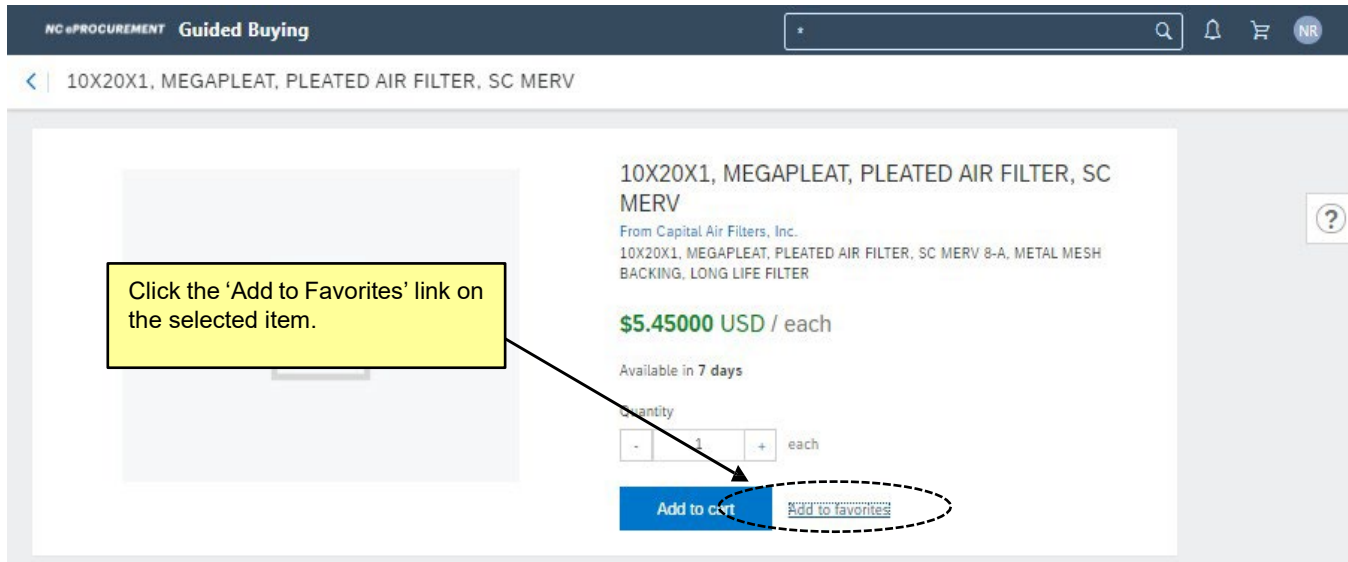 NC ePROCUREMENT Guided Buying
*
NR
10X20X1, MEGAPLEAT, PLEATED AIR FILTER, SC MERV
10X20X1, MEGAPLEAT, PLEATED AIR FILTER, SC
MERV
From Capital Air Filters, Inc.
10X20X1, MEGAPLEAT, PLEATED AIR FILTER, SC MERV 8-A, METAL MESH
BACKING, LONG LIFE FILTER
?
Click the ‘Add to Favorites’ link on
the selected item.
$5.45000 USD / each
Available in 7 days
Quantity
- 1 + each
Add to cart Add to favorites